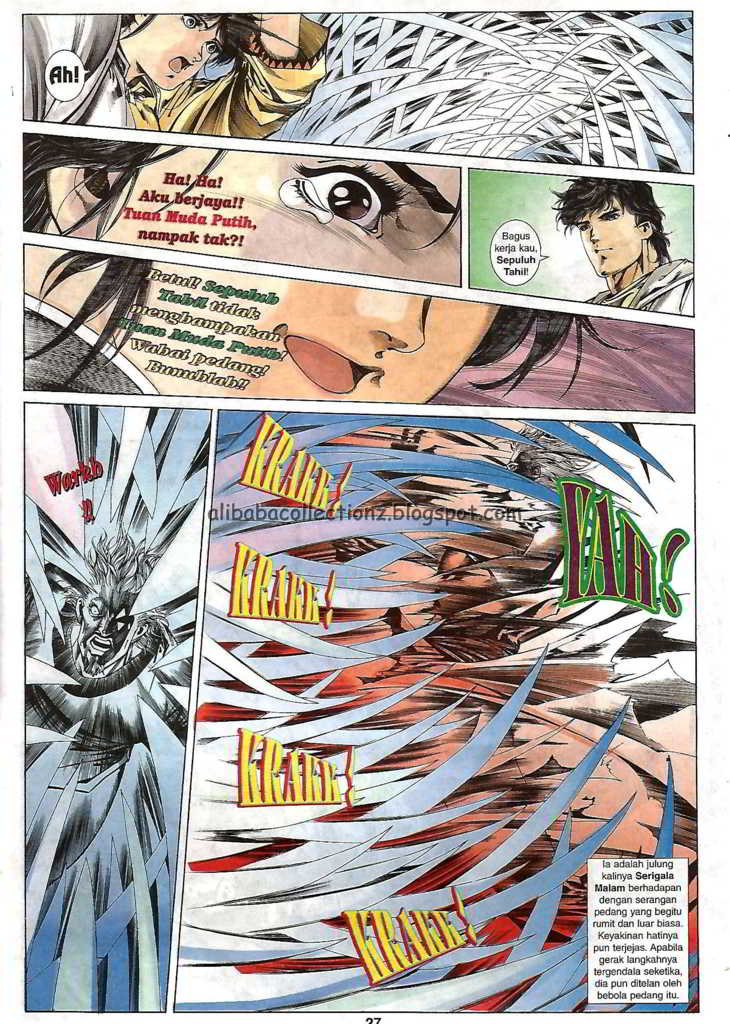 Ah!
Ha! Ha!
Aku berjaya!!
Tuan Muda Putih,
nampak tak?!
Bagus
kerja kau,
Sepuluh
Tahil!
Betul! Sepuluh
Tahil tidak
menghampakan
Tuan Muda Putih!
Wahai pedang!
Bunuhlah!!
Warkh
!!
KRAKK!
alibabacollectionz.blogspot.com
YAH!
KRAKK!
KRAKK!
KRAKK!
Ia adalah julung
kalinya Serigala
Malam berhadapan
dengan serangan
pedang yang begitu
rumit dan luar biasa.
Keyakinan hatinya
pun terjejas. Apabila
gerak langkahnya
tergendala seketika,
dia pun ditelan oleh
bebola pedang itu.
27